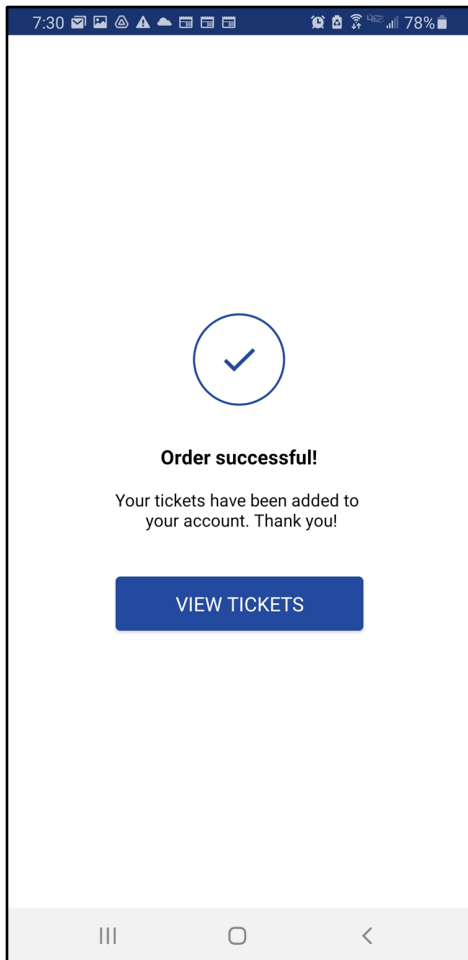 7:30 78%
Order successful!
Your tickets have been added to
your account. Thank you!
VIEW TICKETS